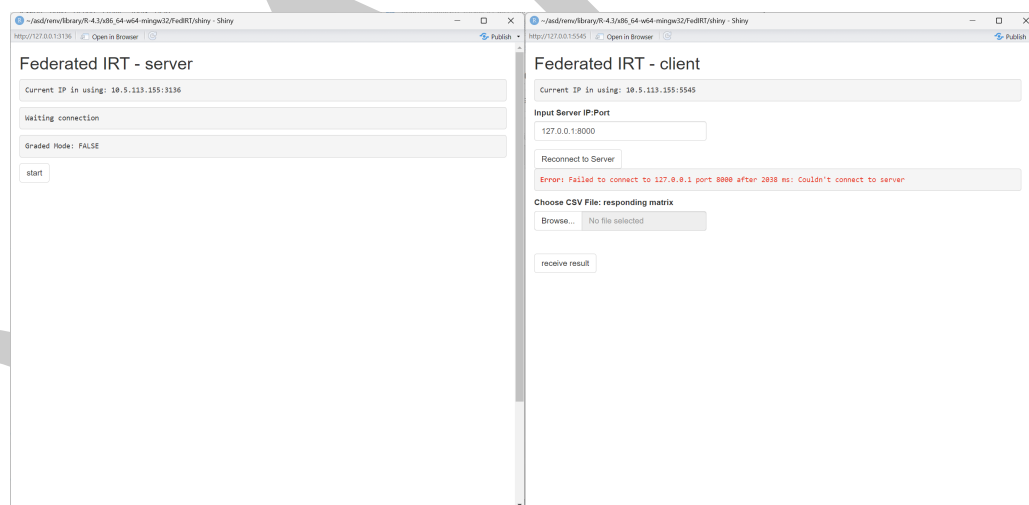 ~/asd/renv/library/R-4.3/x86_64-w64-mingw32/FedIRT/shiny - Shiny
http://127.0.0.1:3136 Open in Browser Publish
Federated IRT - server
Current IP in using: 10.5.113.155:3136
Waiting connection
Graded Mode: FALSE
start
~/asd/renv/library/R-4.3/x86_64-w64-mingw32/FedIRT/shiny - Shiny
http://127.0.0.1:5545 Open in Browser Publish
Federated IRT - client
Current IP in using: 10.5.113.155:5545
Input Server IP:Port
127.0.0.1:8000
Reconnect to Server
Error: Failed to connect to 127.0.0.1 port 8000 after 2038 ms: Couldn't connect to server
Choose CSV File: responding matrix
Browse... No file selected
receive result